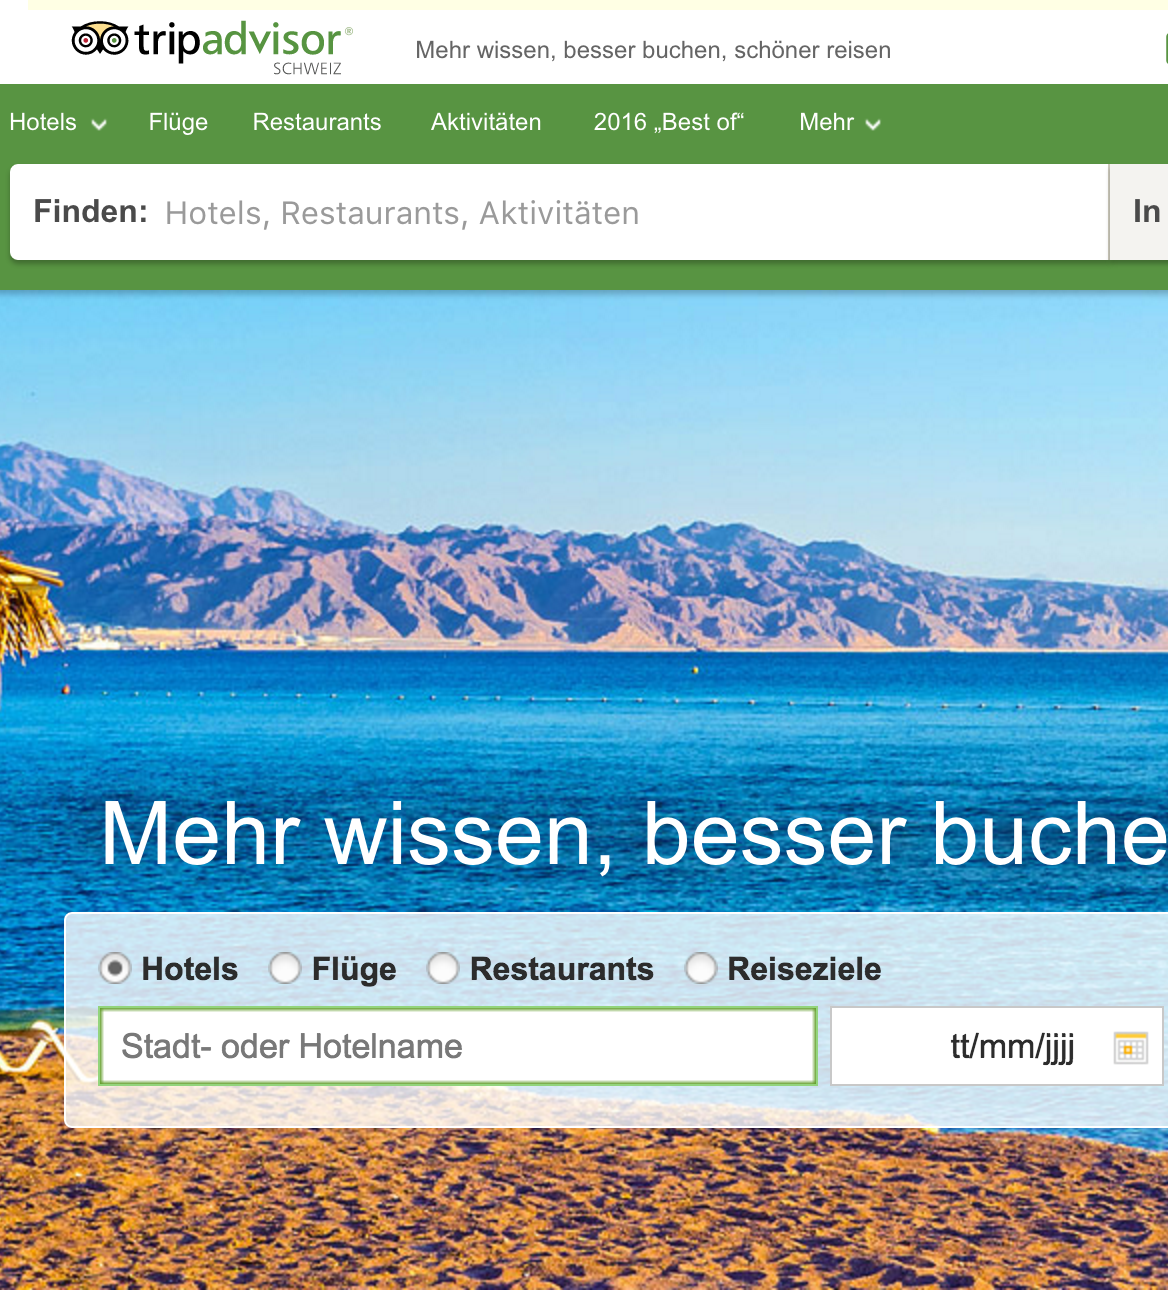 tripadvisor®
SCHWEIZ
Mehr wissen, besser buchen, schöner reisen
Hotels Flüge Restaurants Aktivitäten 2016 „Best of“ Mehr
Finden: Hotels, Restaurants, Aktivitäten In
Mehr wissen, besser buche
Hotels Flüge Restaurants Reiseziele
Stadt- oder Hotelname tt/mm/jjjj